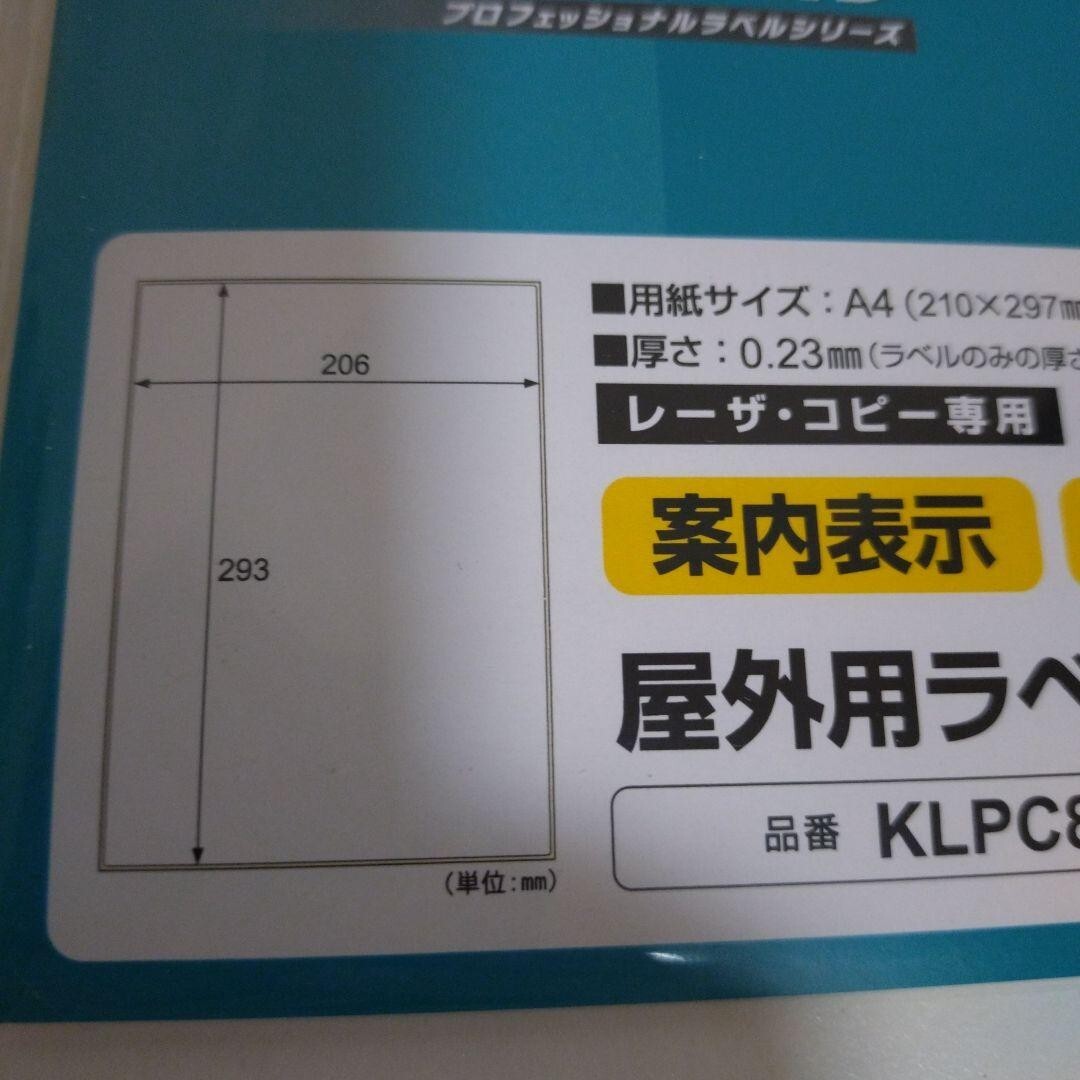 プロフェッショナルラベルシリーズ
206
293
(単位:㎜)
■用紙サイズ:A4(210×297㎜
■厚さ:0.23㎜(ラベルのみの厚さ
レーザ・コピー専用
案内表示
屋外用ラベ
品番 KLPC8